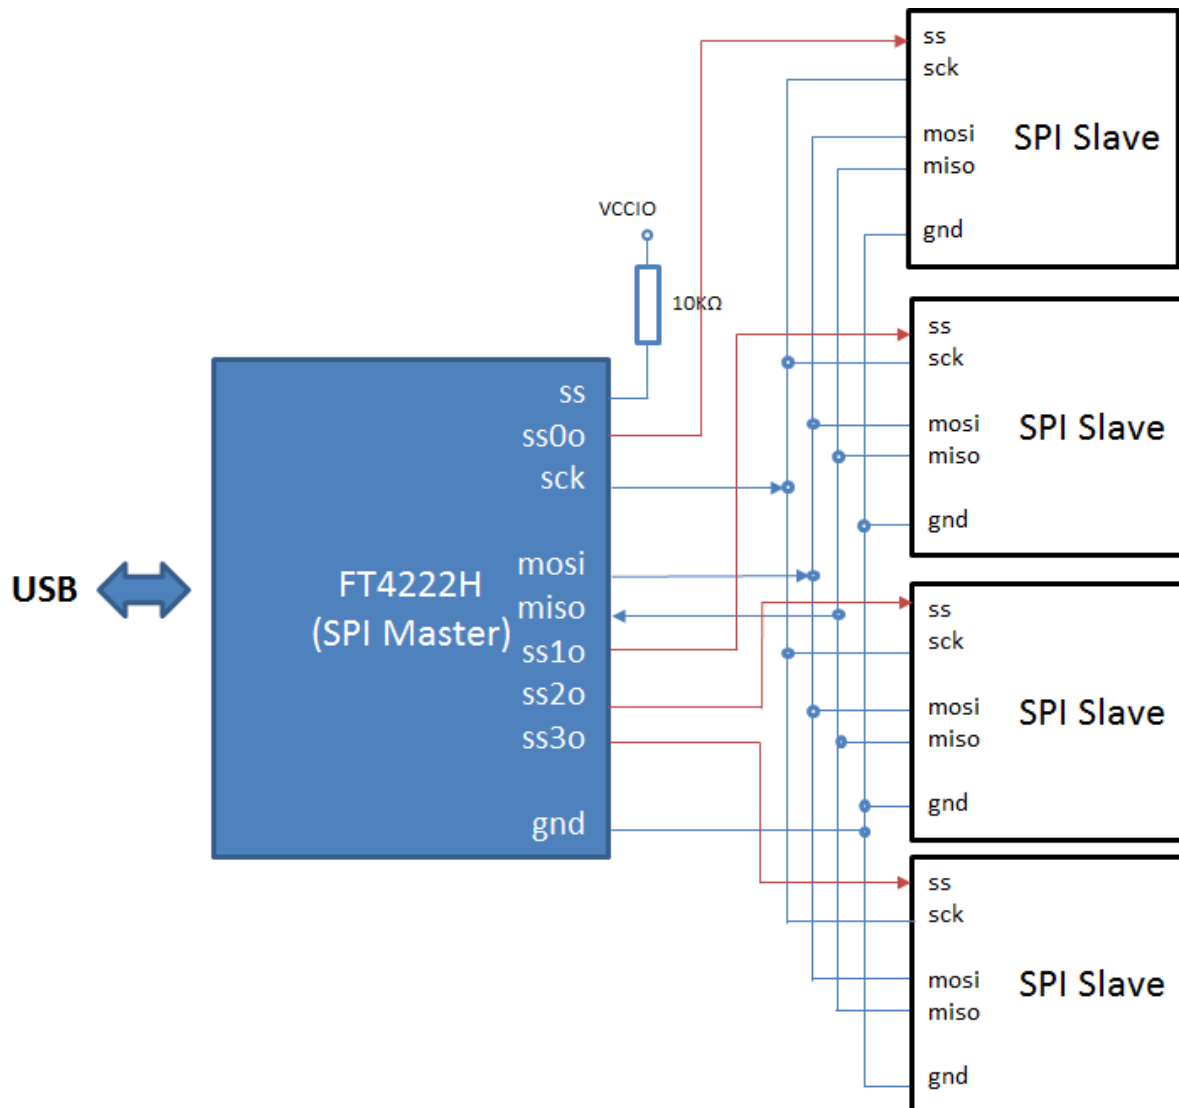 ss
sck
mosi
miso
gnd
SPI Slave
VCCIO
10KΩ
ss
sck
mosi
miso
gnd
SPI Slave
ss
ss0o
sck
mosi
miso
ss1o
ss2o
ss3o
gnd
FT4222H
(SPI Master)
USB
ss
sck
mosi
miso
gnd
SPI Slave
ss
sck
mosi
miso
gnd
SPI Slave